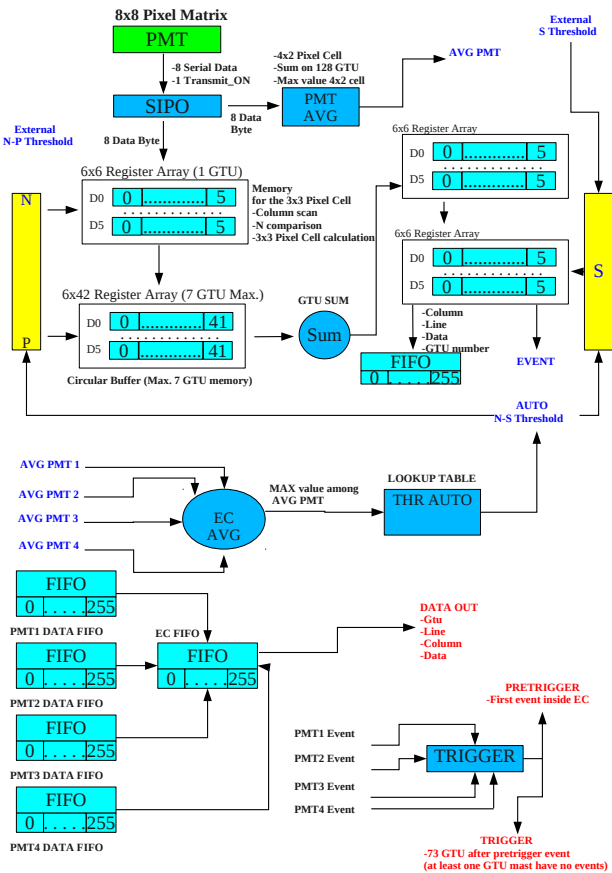 8x8 Pixel Matrix
PMT
-8 Serial Data
-1 Transmit_ON
SIPO
8 Data Byte
8 Data
Byte
-4x2 Pixel Cell
-Sum on 128 GTU
-Max value 4x2 cell
PMT
AVG
AVG PMT
External
S Threshold
External
N-P Threshold
N
P
6x6 Register Array (1 GTU)
D0 0 ............. 5
. . . . . . . . . . . . .
D5 0 ............. 5
Memory
for the 3x3 Pixel Cell
-Column scan
-N comparison
-3x3 Pixel Cell calculation
6x42 Register Array (7 GTU Max.)
D0 0 ............. 41
. . . . . . . . . . . . .
D5 0 ............. 41
Circular Buffer (Max. 7 GTU memory)
GTU SUM
Sum
6x6 Register Array
D0 0 ............. 5
. . . . . . . . . . . . .
D5 0 ............. 5
6x6 Register Array
D0 0 ............. 5
. . . . . . . . . . . . .
D5 0 ............. 5
S
-Column
-Line
-Data
-GTU number
FIFO
0 . . . . . 255
EVENT
AUTO
N-S Threshold
AVG PMT 1
AVG PMT 2
AVG PMT 3
AVG PMT 4
EC
AVG
MAX value among
AVG PMT
LOOKUP TABLE
THR AUTO
FIFO
0 . . . . . 255
PMT1 DATA FIFO
FIFO
0 . . . . . 255
PMT2 DATA FIFO
FIFO
0 . . . . . 255
PMT3 DATA FIFO
FIFO
0 . . . . . 255
PMT4 DATA FIFO
EC FIFO
FIFO
0 . . . . . 255
DATA OUT
-Gtu
-Line
-Column
-Data
PRETRIGGER
-First event inside EC
PMT1 Event
PMT2 Event
PMT3 Event
PMT4 Event
TRIGGER
TRIGGER
-73 GTU after pretrigger event
(at least one GTU mast have no events)